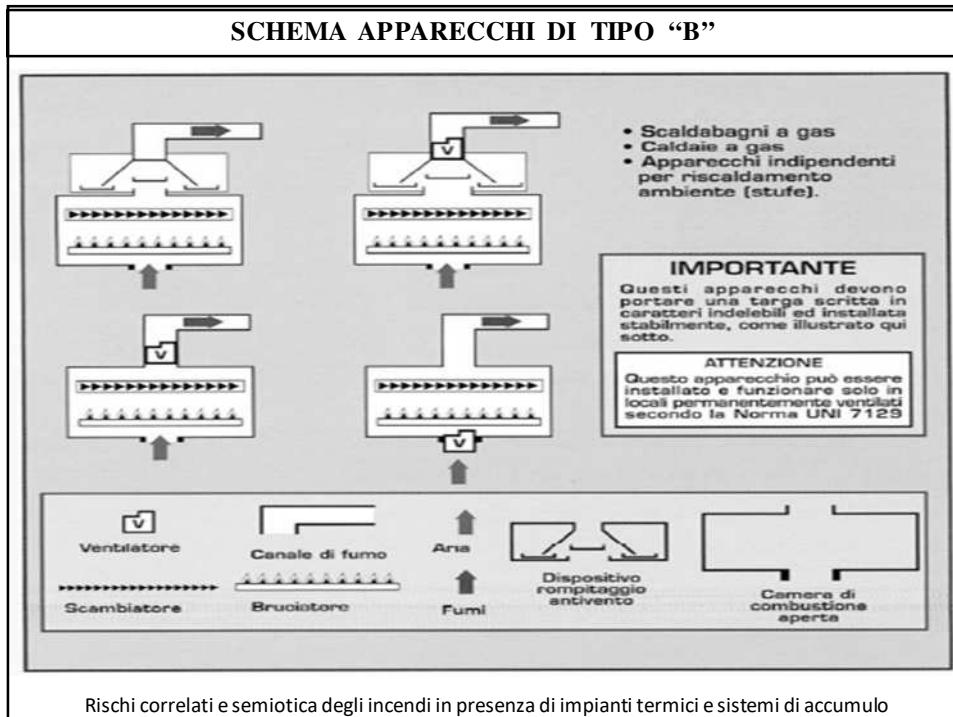 SCHEMA APPARECCHI DI TIPO “B”
• Scaldabagni a gas
• Caldaie a gas
• Apparecchi indipendenti
per riscaldamento
ambiente (stufe).
V
IMPORTANTE
Questi apparecchi devono
portare una targa scritta in
caratteri indelebili ed installata
stabilmente, come illustrato qui
sotto.
ATTENZIONE
Questo apparecchio può essere
installato e funzionare solo in
locali permanentemente ventilati
secondo la Norma UNI 7129
V
V
V
Ventilatore
Canale di fumo
Aria
Dispositivo
rompitaggio
antivento
Camera di
combustione
aperta
Scambiatore
Bruciatore
Fumi
Rischi correlati e semiotica degli incendi in presenza di impianti termici e sistemi di accumulo